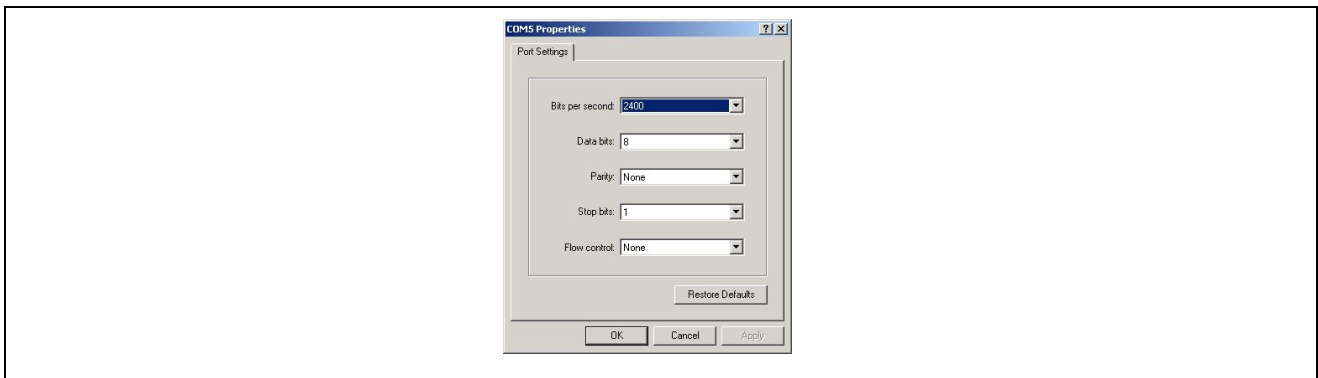 COM5 Properties
Port Settings
Bits per second: 2400
Data bits: 8
Parity: None
Stop bits: 1
Flow control: None
Restore Defaults
OK Cancel Apply